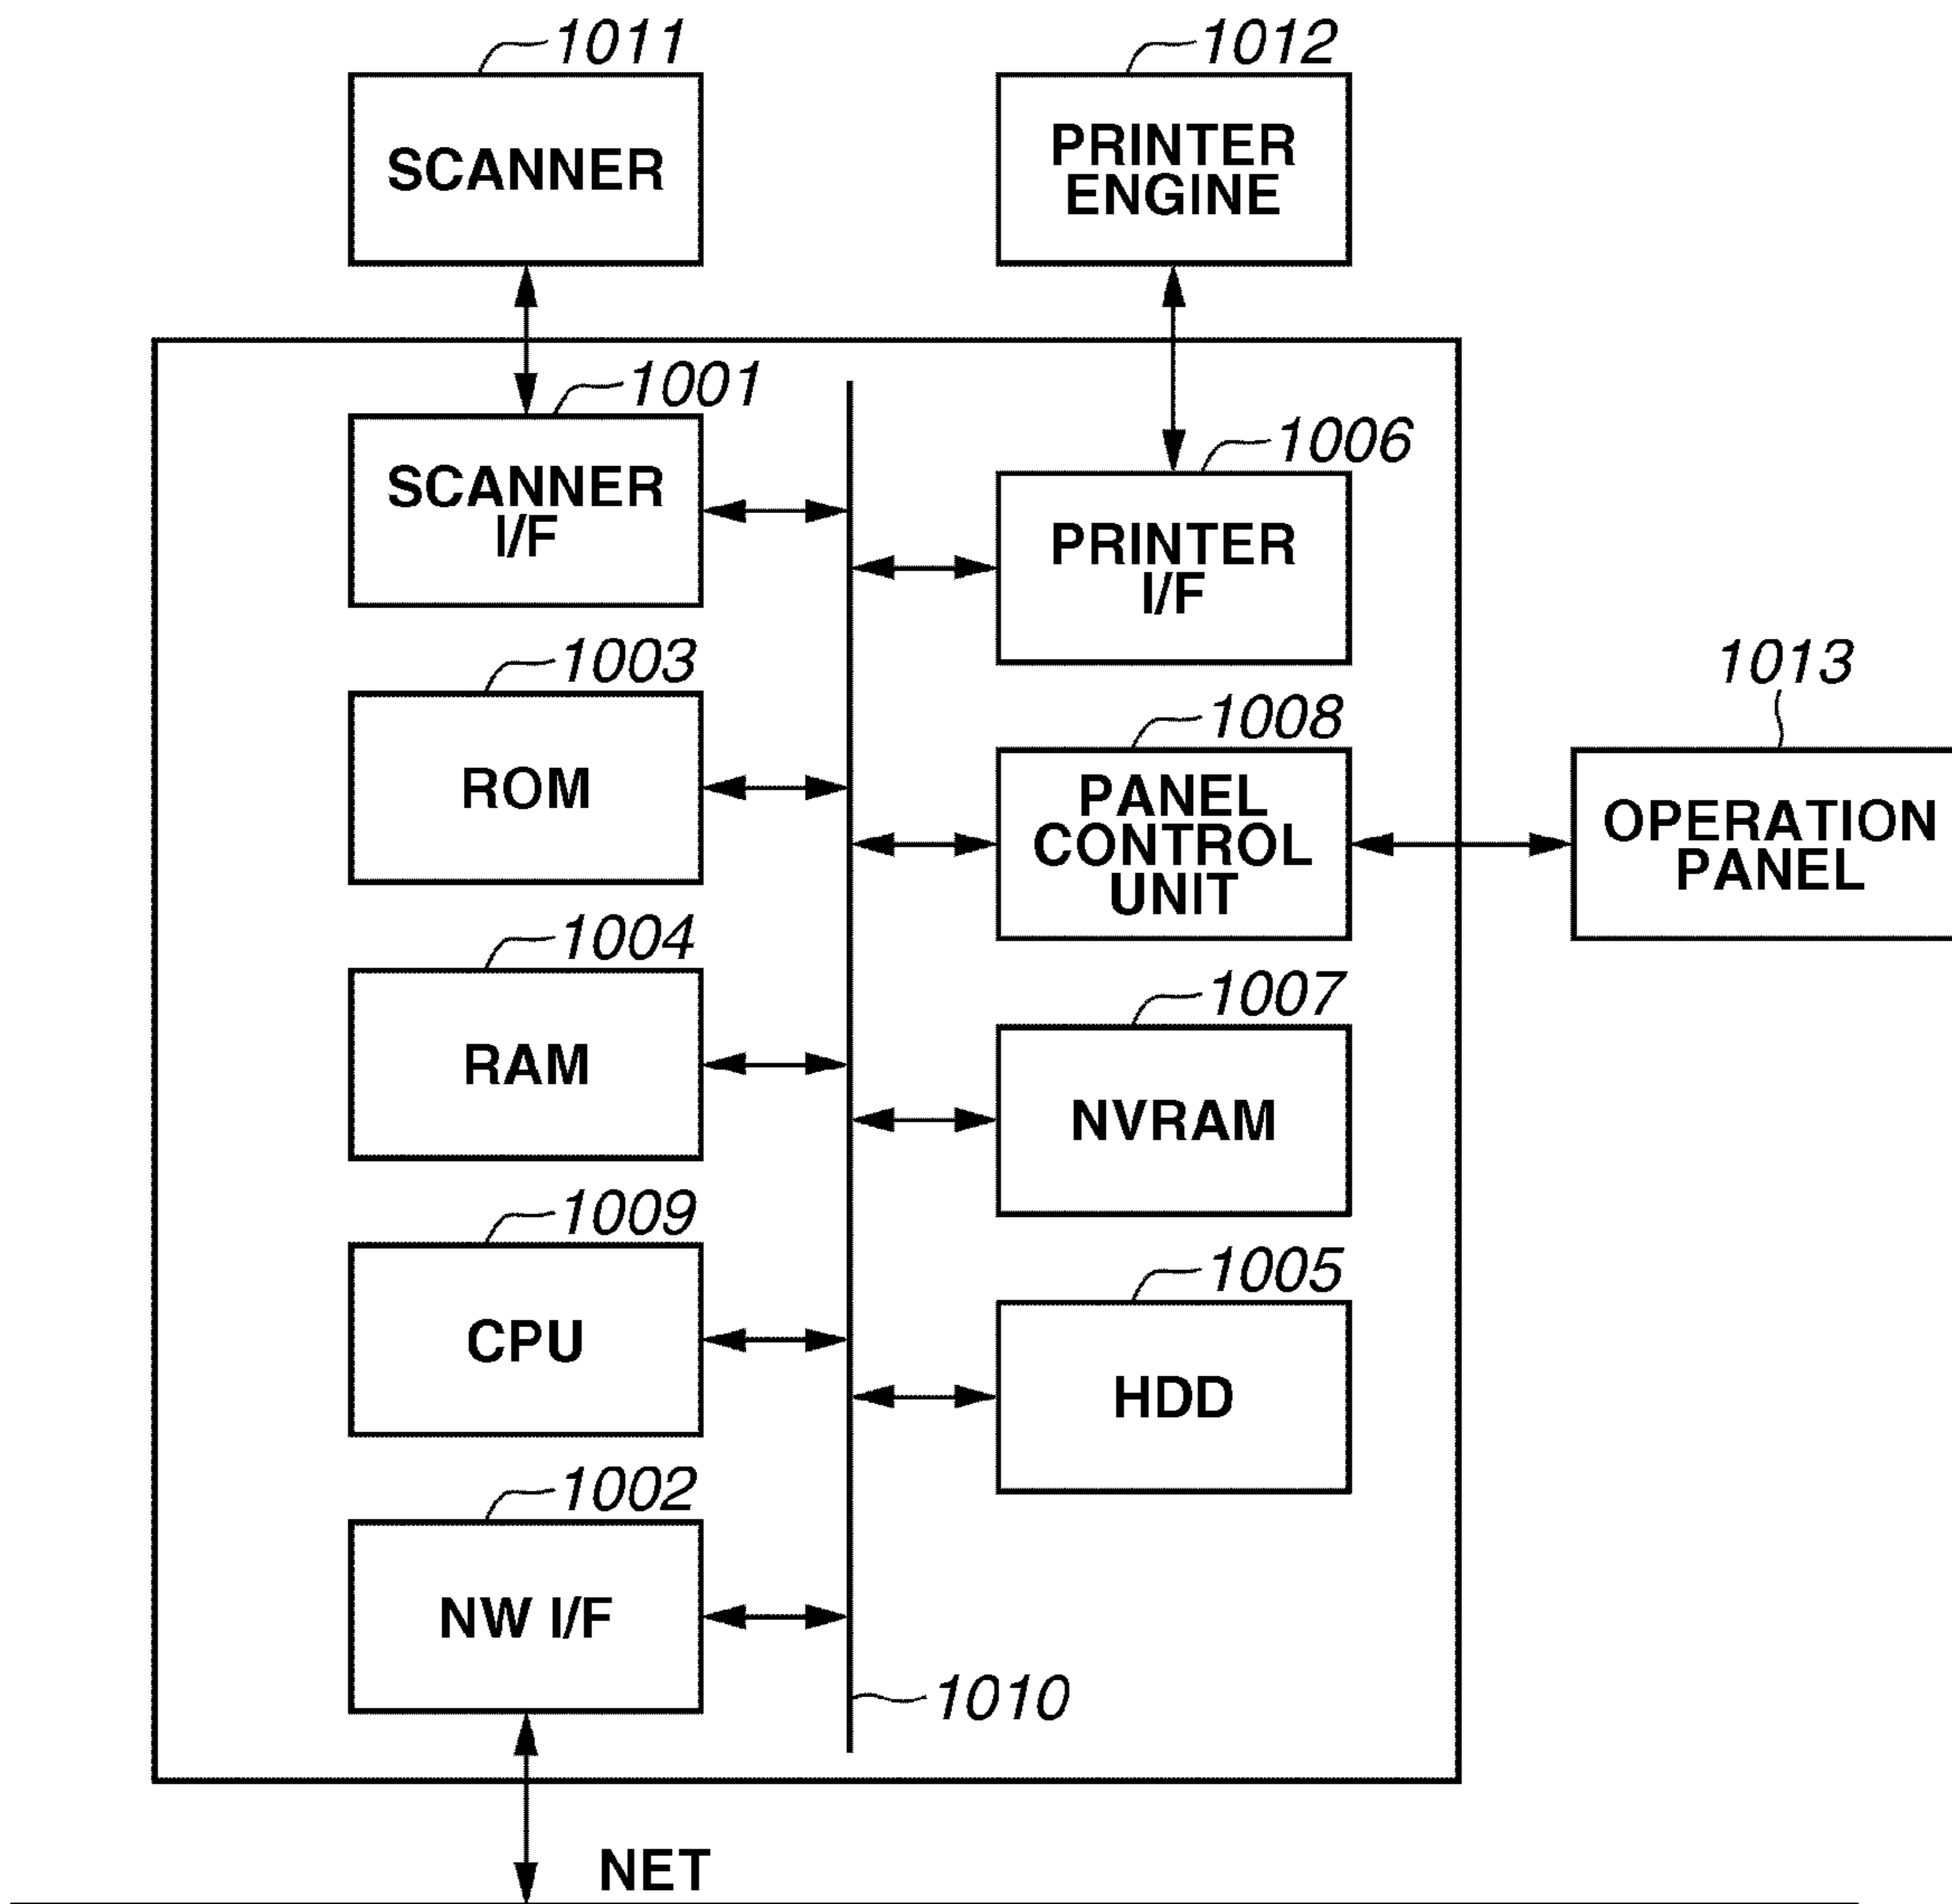 1011
SCANNER
1012
PRINTER
ENGINE
1001
SCANNER
I/F
1006
PRINTER
I/F
1003
ROM
1008
PANEL
CONTROL
UNIT
1013
OPERATION
PANEL
1004
RAM
1007
NVRAM
1009
CPU
1005
HDD
1002
NW I/F
1010
NET